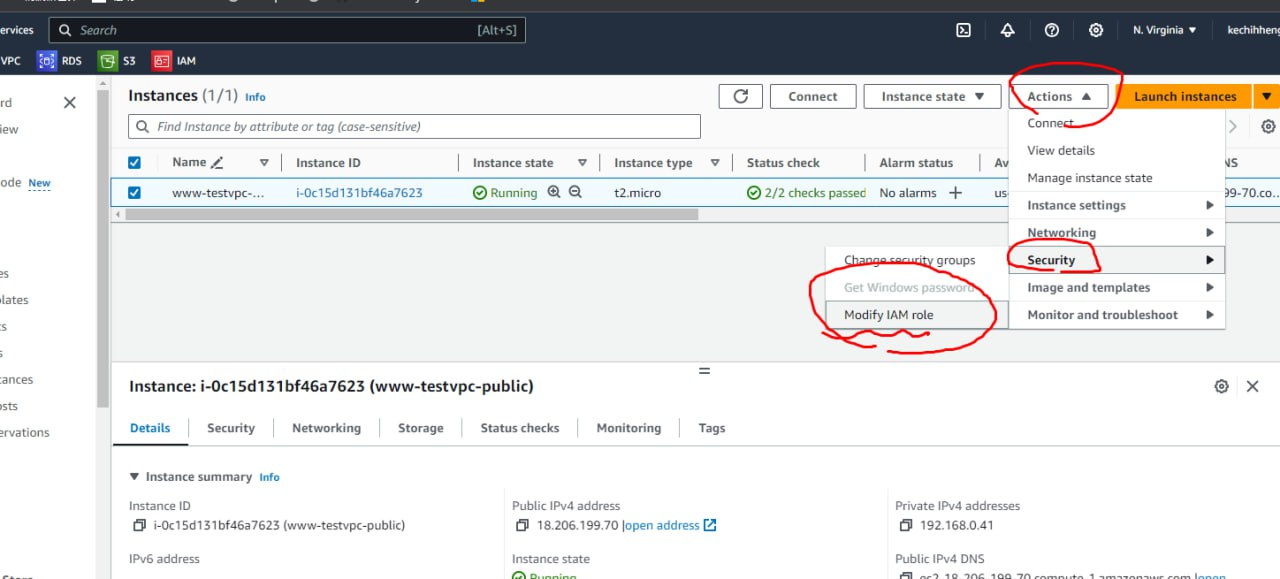 ervices Search [Alt+S] N. Virginia ▼ kechihheng
VPC RDS S3 IAM
rd Instances (1/1) Info Connect Instance state ▼ Actions ▲ Launch instances ▼
iew Find Instance by attribute or tag (case-sensitive) Connect
View details
Name Instance ID Instance state Instance type Status check Alarm status Av NS
ode New Manage instance state
www-testvpc-... i-0c15d131bf46a7623 Running t2.micro 2/2 checks passed No alarms + us 99-70.co...
Instance settings
Networking
Change security groups Security
es Get Windows password Image and templates
plates Modify IAM role Monitor and troubleshoot
ts
s
tances Instance: i-0c15d131bf46a7623 (www-testvpc-public)
osts
ervations Details Security Networking Storage Status checks Monitoring Tags
▼ Instance summary Info
Instance ID Public IPv4 address Private IPv4 addresses
i-0c15d131bf46a7623 (www-testvpc-public) 18.206.199.70 |open address 192.168.0.41
IPv6 address Instance state Public IPv4 DNS
Store Running ec2-18-206-199-70.compute-1.amazonaws.com |open